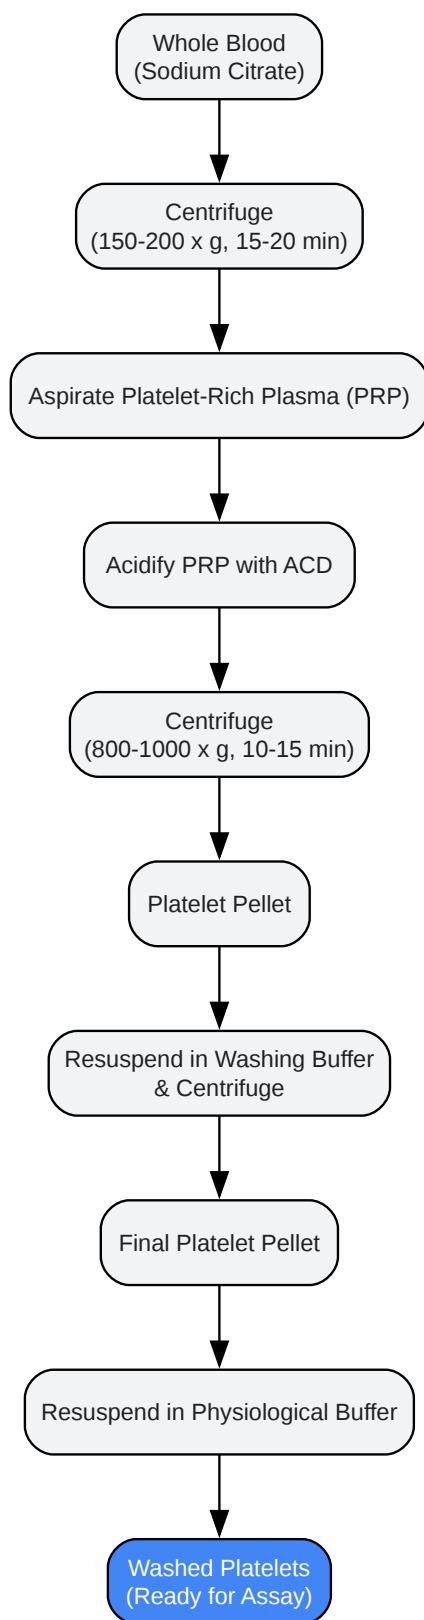 Whole Blood
(Sodium Citrate)
Centrifuge
(150-200 x g, 15-20 min)
Aspirate Platelet-Rich Plasma (PRP)
Acidify PRP with ACD
Centrifuge
(800-1000 x g, 10-15 min)
Platelet Pellet
Resuspend in Washing Buffer
& Centrifuge
Final Platelet Pellet
Resuspend in Physiological Buffer
Washed Platelets
(Ready for Assay)